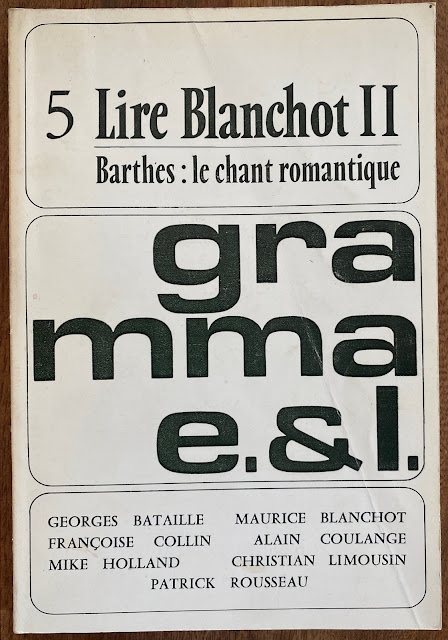 5 Lire Blanchot II
Barthes : le chant romantique
gra
mma
e.&l.
GEORGES BATAILLE MAURICE BLANCHOT
FRANÇOISE COLLIN ALAIN COULANGE
MIKE HOLLAND CHRISTIAN LIMOUSIN
PATRICK ROUSSEAU